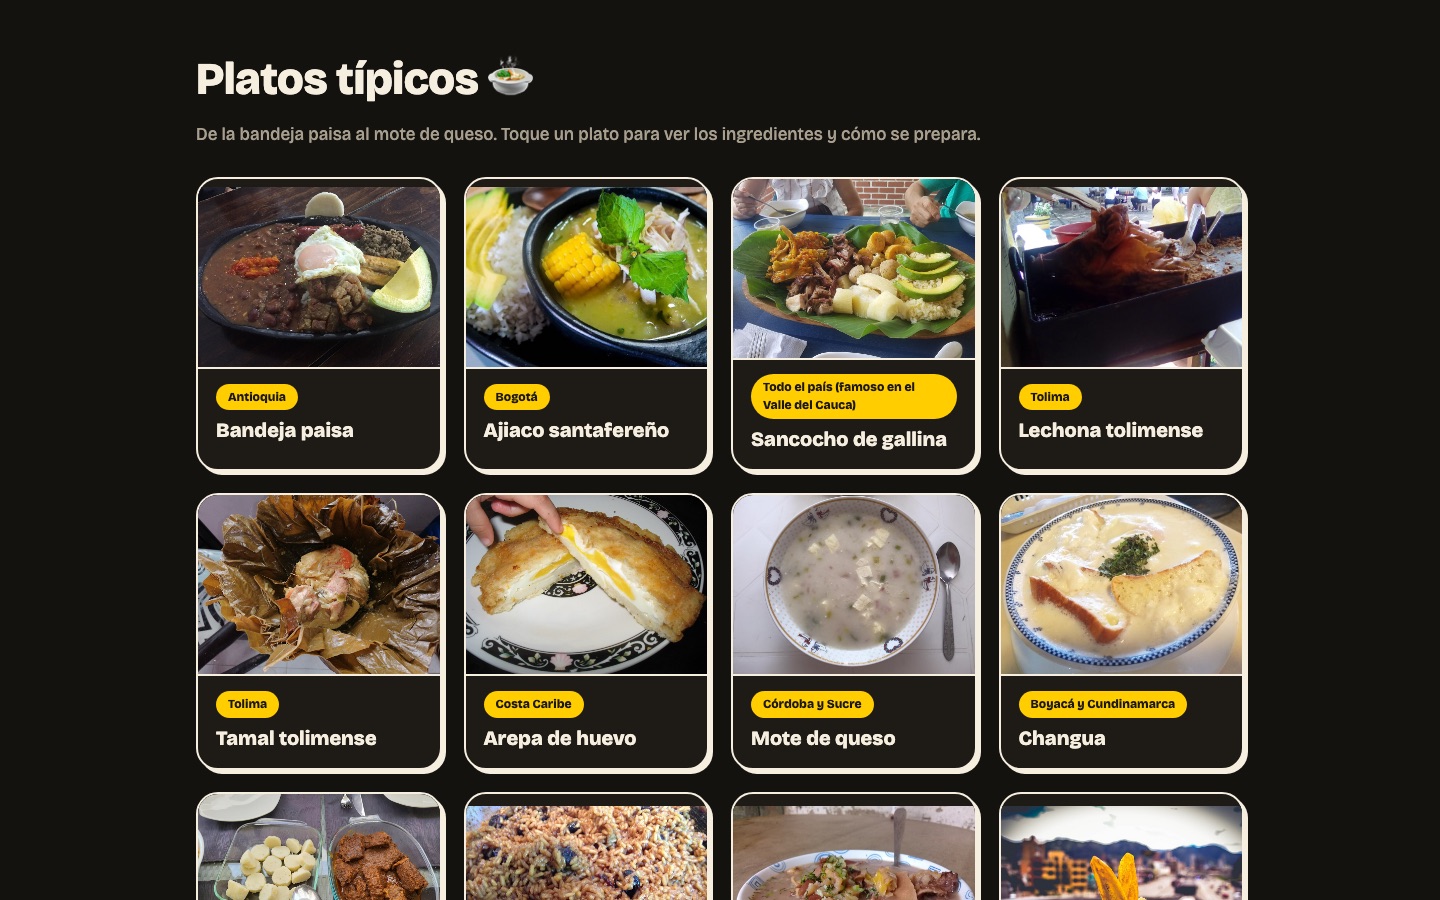 Platos típicos
De la bandeja paisa al mote de queso. Toque un plato para ver los ingredientes y cómo se prepara.
Antioquia
Bandeja paisa
Bogotá
Ajiaco santafereño
Todo el país (famoso en el
Valle del Cauca)
Sancocho de gallina
Tolima
Lechona tolimense
Tolima
Tamal tolimense
Costa Caribe
Arepa de huevo
Córdoba y Sucre
Mote de queso
Boyacá y Cundinamarca
Changua